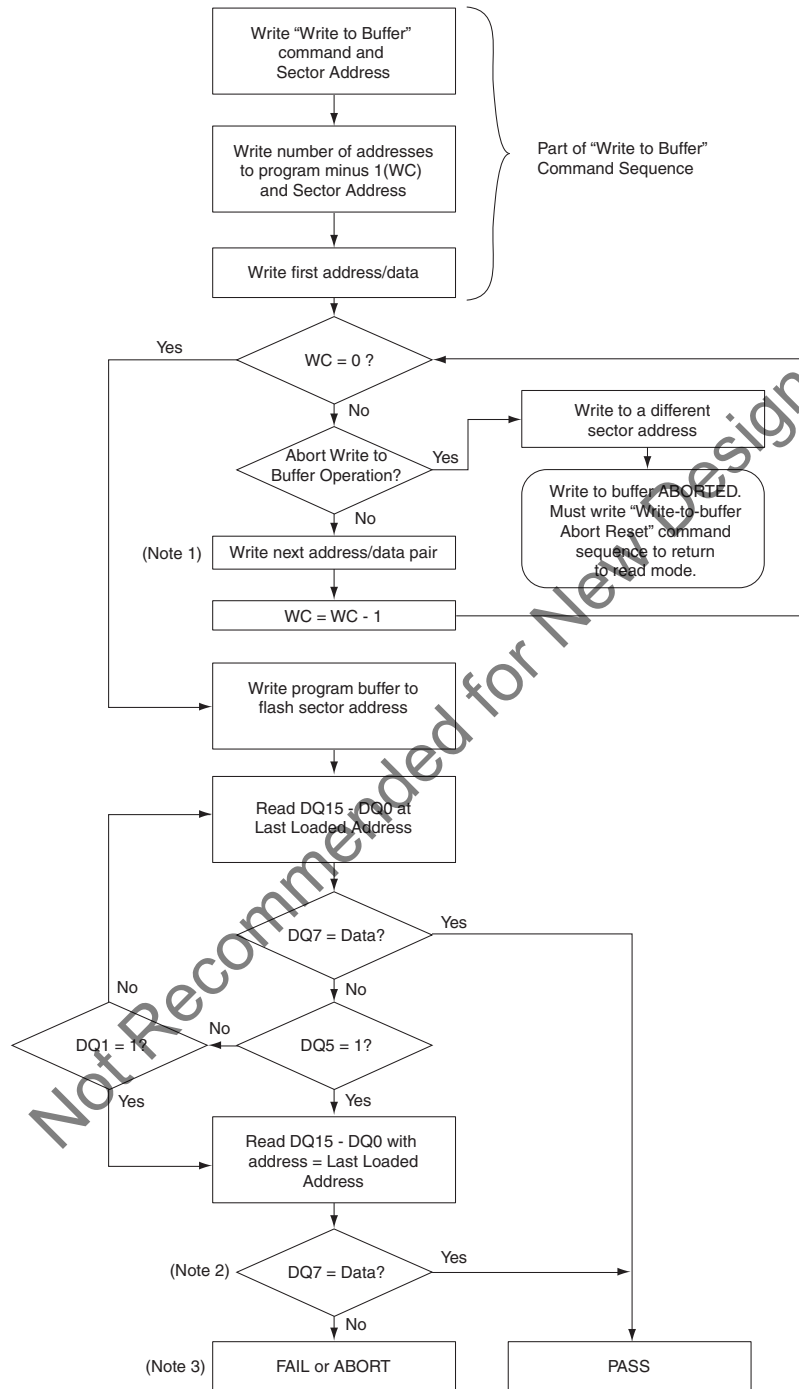 Write “Write to Buffer”
command and
Sector Address
Write number of addresses
to program minus 1(WC)
and Sector Address
Part of “Write to Buffer”
Command Sequence
Write first address/data
Yes
WC = 0 ?
No
Abort Write to
Buffer Operation?
Yes
Write to a different
sector address
No
Write to buffer ABORTED.
Must write “Write-to-buffer
Abort Reset” command
sequence to return
to read mode.
(Note 1)
Write next address/data pair
WC = WC - 1
Write program buffer to
flash sector address
Read DQ15 - DQ0 at
Last Loaded Address
DQ7 = Data?
Yes
No
No
DQ1 = 1?
No
DQ5 = 1?
Yes
Yes
Read DQ15 - DQ0 with
address = Last Loaded
Address
(Note 2)
DQ7 = Data?
Yes
No
(Note 3)
FAIL or ABORT
PASS
Not Recommended for New Design